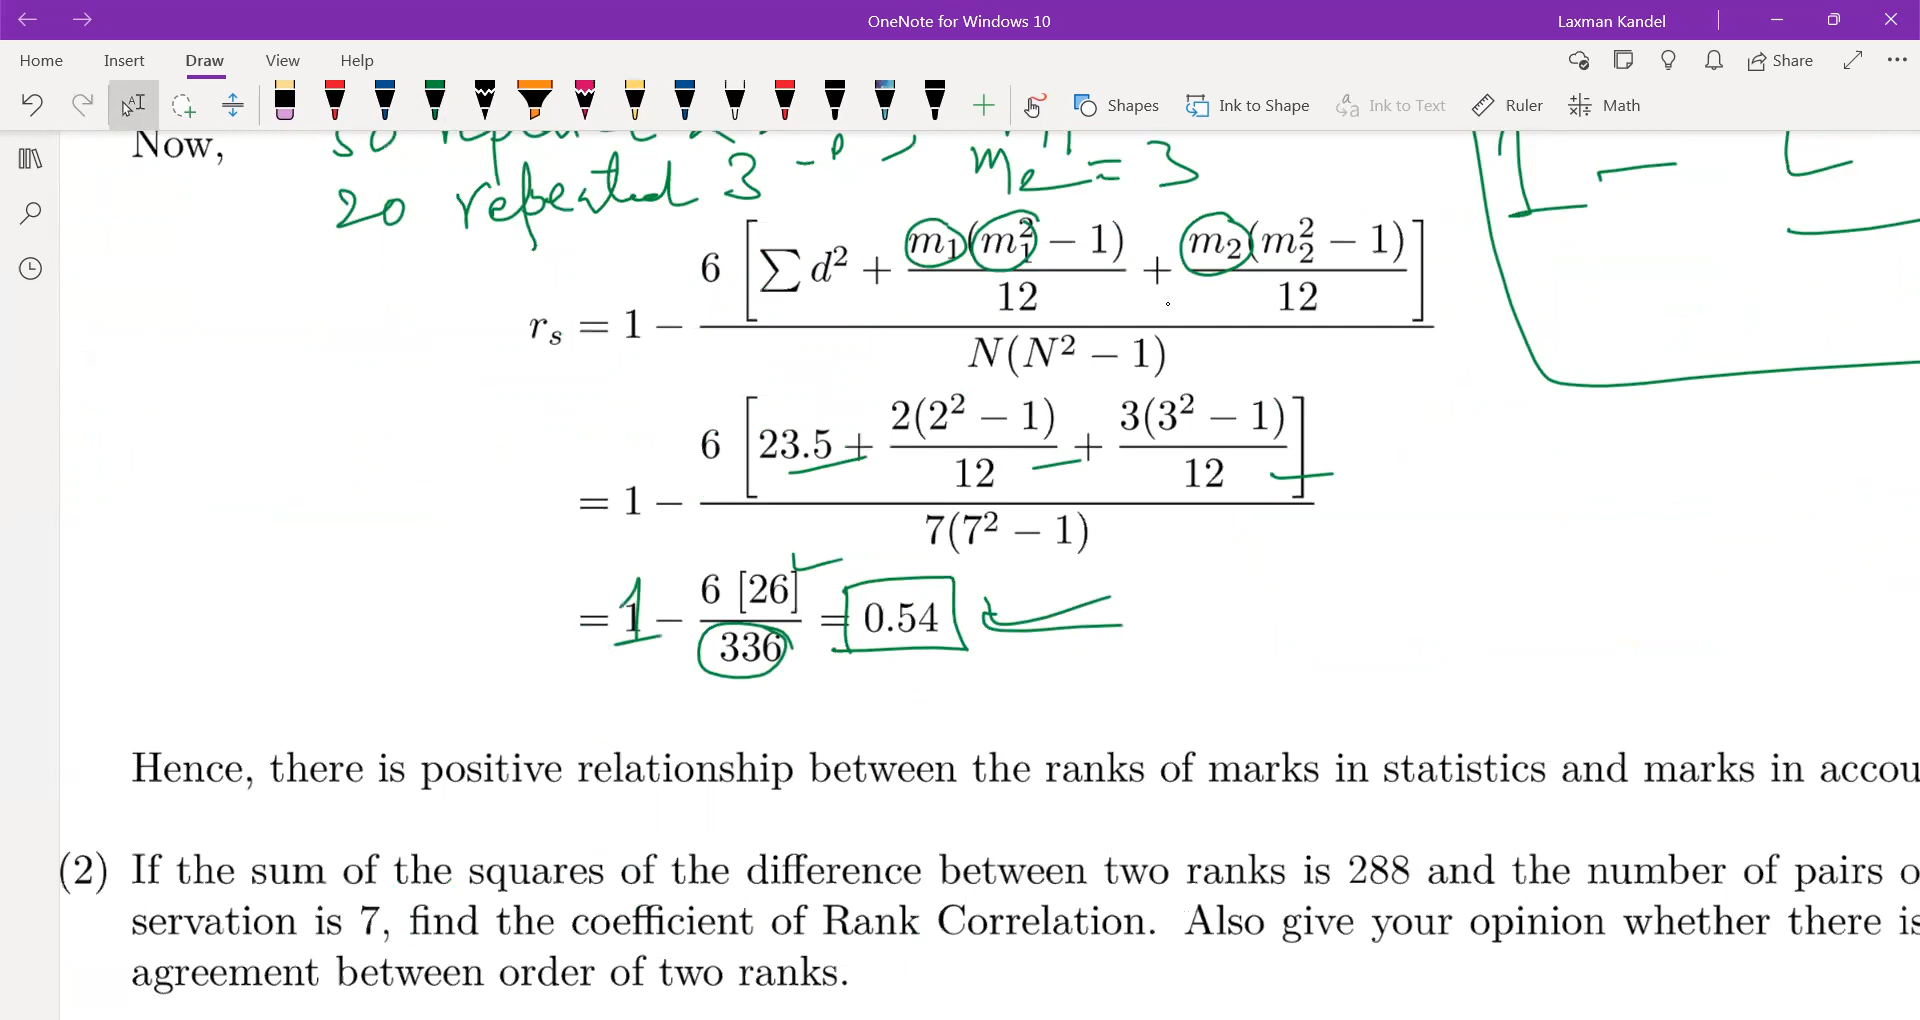 OneNote for Windows 10
Laxman Kandel
Home Insert Draw View Help
Share
Shapes Ink to Shape Ink to Text Ruler Math
Now,
20 repeated 3
m₂ = 3
r_s = 1 − 6 [∑ d² + m₁(m₁² − 1)/12 + m₂(m₂² − 1)/12] / N(N² − 1)
= 1 − 6 [23.5 + 2(2² − 1)/12 + 3(3² − 1)/12] / 7(7² − 1)
= 1 − 6 [26] / 336 = 0.54
Hence, there is positive relationship between the ranks of marks in statistics and marks in accou
(2) If the sum of the squares of the difference between two ranks is 288 and the number of pairs o
servation is 7, find the coefficient of Rank Correlation. Also give your opinion whether there is
agreement between order of two ranks.